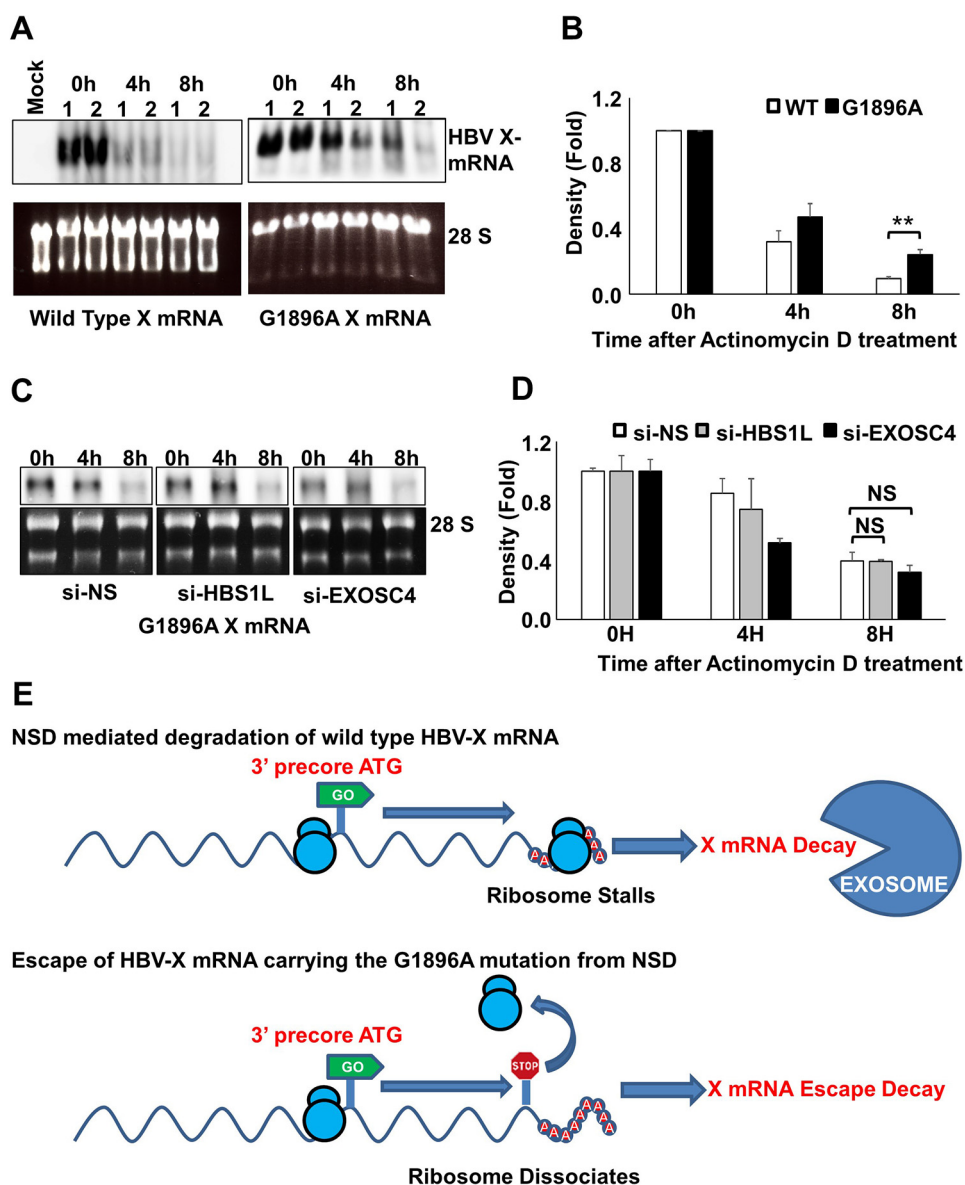 A
Mock
0h 4h 8h
1 2 1 2 1 2
0h 4h 8h
1 2 1 2 1 2
HBV X-
mRNA
28 S
Wild Type X mRNA
G1896A X mRNA
B
WT G1896A
Density (Fold)
1.2
0.8
0.4
0.0
**
0h 4h 8h
Time after Actinomycin D treatment
C
0h 4h 8h 0h 4h 8h 0h 4h 8h
28 S
si-NS si-HBS1L si-EXOSC4
G1896A X mRNA
D
si-NS si-HBS1L si-EXOSC4
Density (Fold)
1.2
0.8
0.4
0.0
NS
NS
0H 4H 8H
Time after Actinomycin D treatment
E
NSD mediated degradation of wild type HBV-X mRNA
3’ precore ATG
GO
A A A A A
X mRNA Decay
EXOSOME
Ribosome Stalls
Escape of HBV-X mRNA carrying the G1896A mutation from NSD
3’ precore ATG
GO
STOP
A A A A A A A A A
X mRNA Escape Decay
Ribosome Dissociates